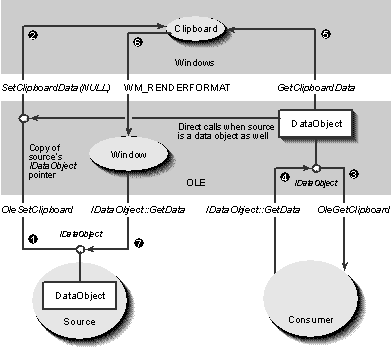 2
Clipboard
5
6
Windows
SetClipboardData(NULL)
WM_RENDERFORMAT
GetClipboardData
Direct calls when source
is a data object as well
DataObject
Copy of
source's
IDataObject
pointer
Window
4
IDataObject
3
OLE
OleSetClipboard
IDataObject::GetData
IDataObject::GetData
OleGetClipboard
1
IDataObject
7
DataObject
Source
Consumer